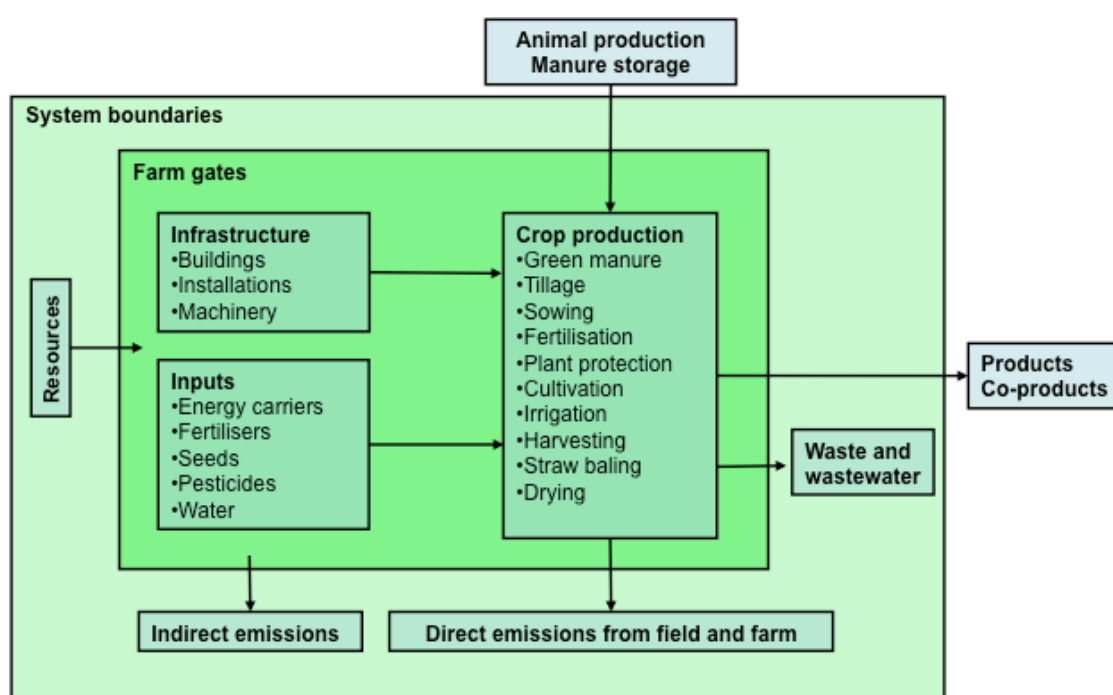 Animal production
Manure storage
System boundaries
Farm gates
Resources
Infrastructure
•Buildings
•Installations
•Machinery
Inputs
•Energy carriers
•Fertilisers
•Seeds
•Pesticides
•Water
Crop production
•Green manure
•Tillage
•Sowing
•Fertilisation
•Plant protection
•Cultivation
•Irrigation
•Harvesting
•Straw baling
•Drying
Products
Co-products
Waste and
wastewater
Indirect emissions
Direct emissions from field and farm